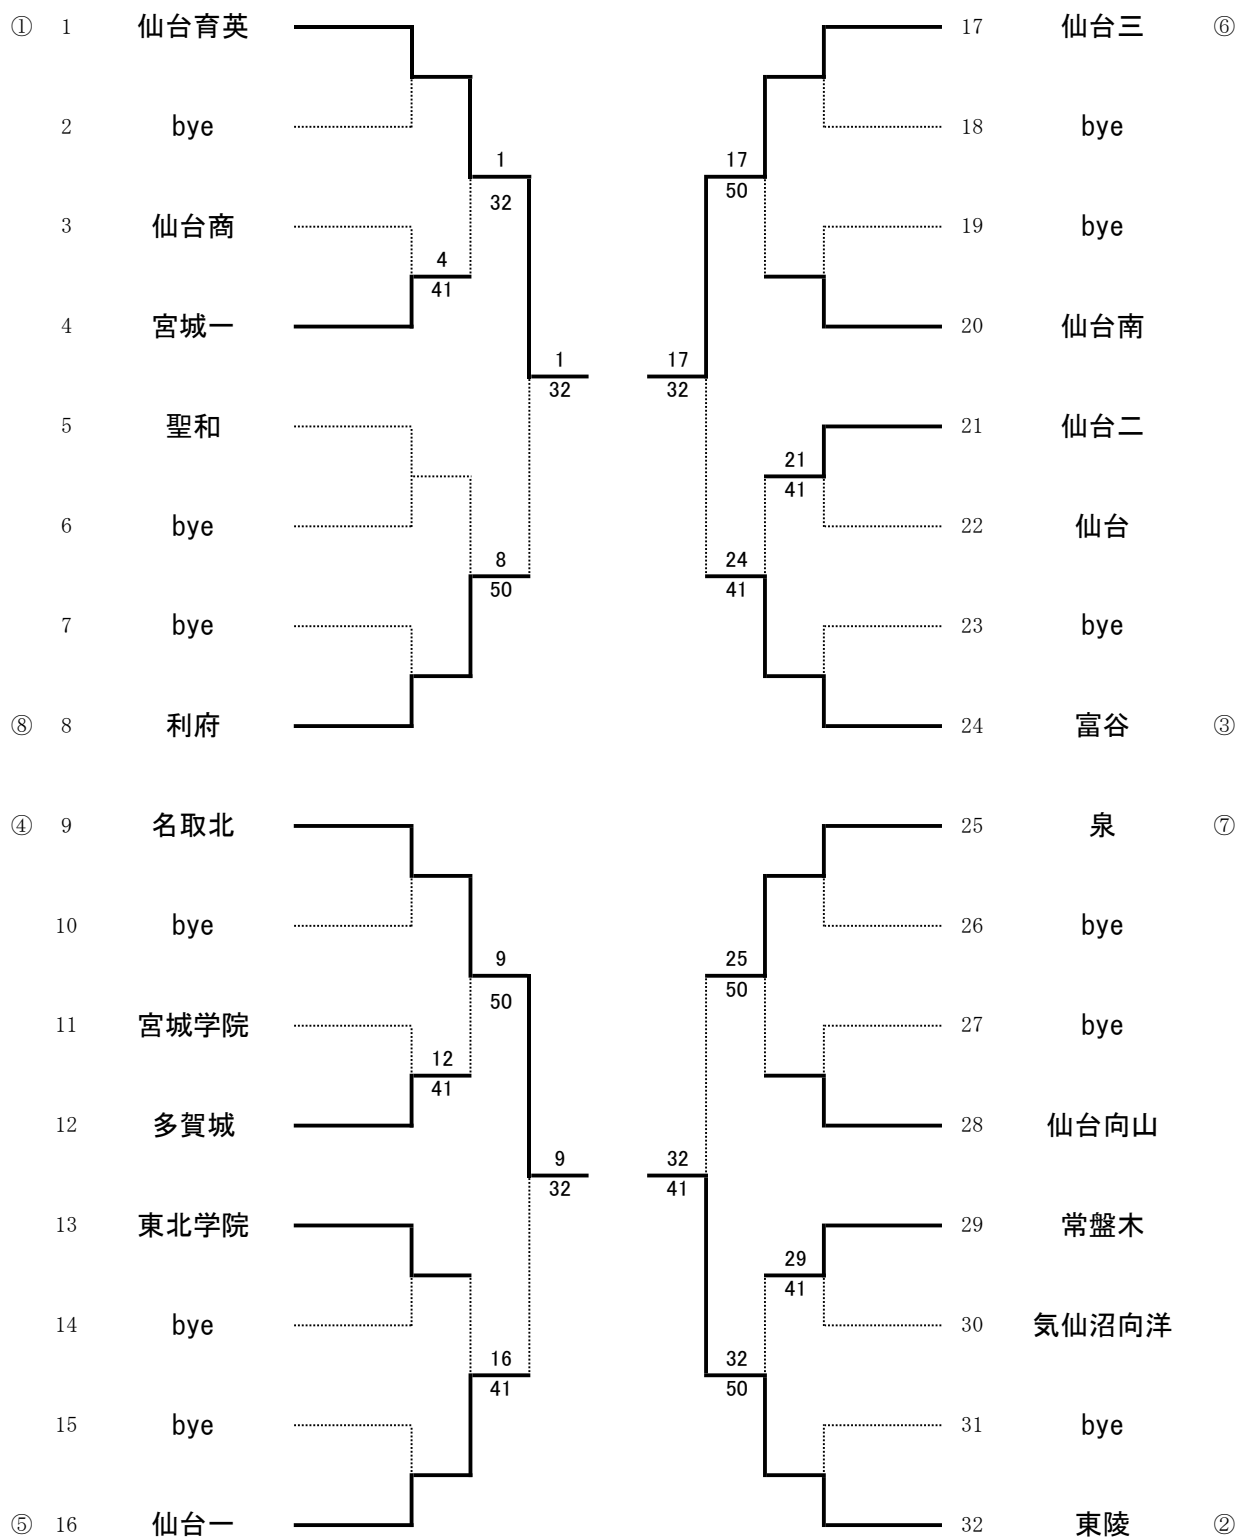 ① 1 仙台育英 17 仙台三 ⑥
2 bye 18 bye
1 17
32 50
3 仙台商 19 bye
4
41
4 宮城一 20 仙台南
1 17
32 32
5 聖和 21 仙台二
21
41
6 bye 22 仙台
8 24
50 41
7 bye 23 bye
⑧ 8 利府 24 富谷 ③
④ 9 名取北 25 泉 ⑦
10 bye 26 bye
9 25
50 50
11 宮城学院 27 bye
12
41
12 多賀城 28 仙台向山
9 32
32 41
13 東北学院 29 常盤木
29
41
14 bye 30 気仙沼向洋
16 32
41 50
15 bye 31 bye
⑤ 16 仙台一 32 東陵 ②